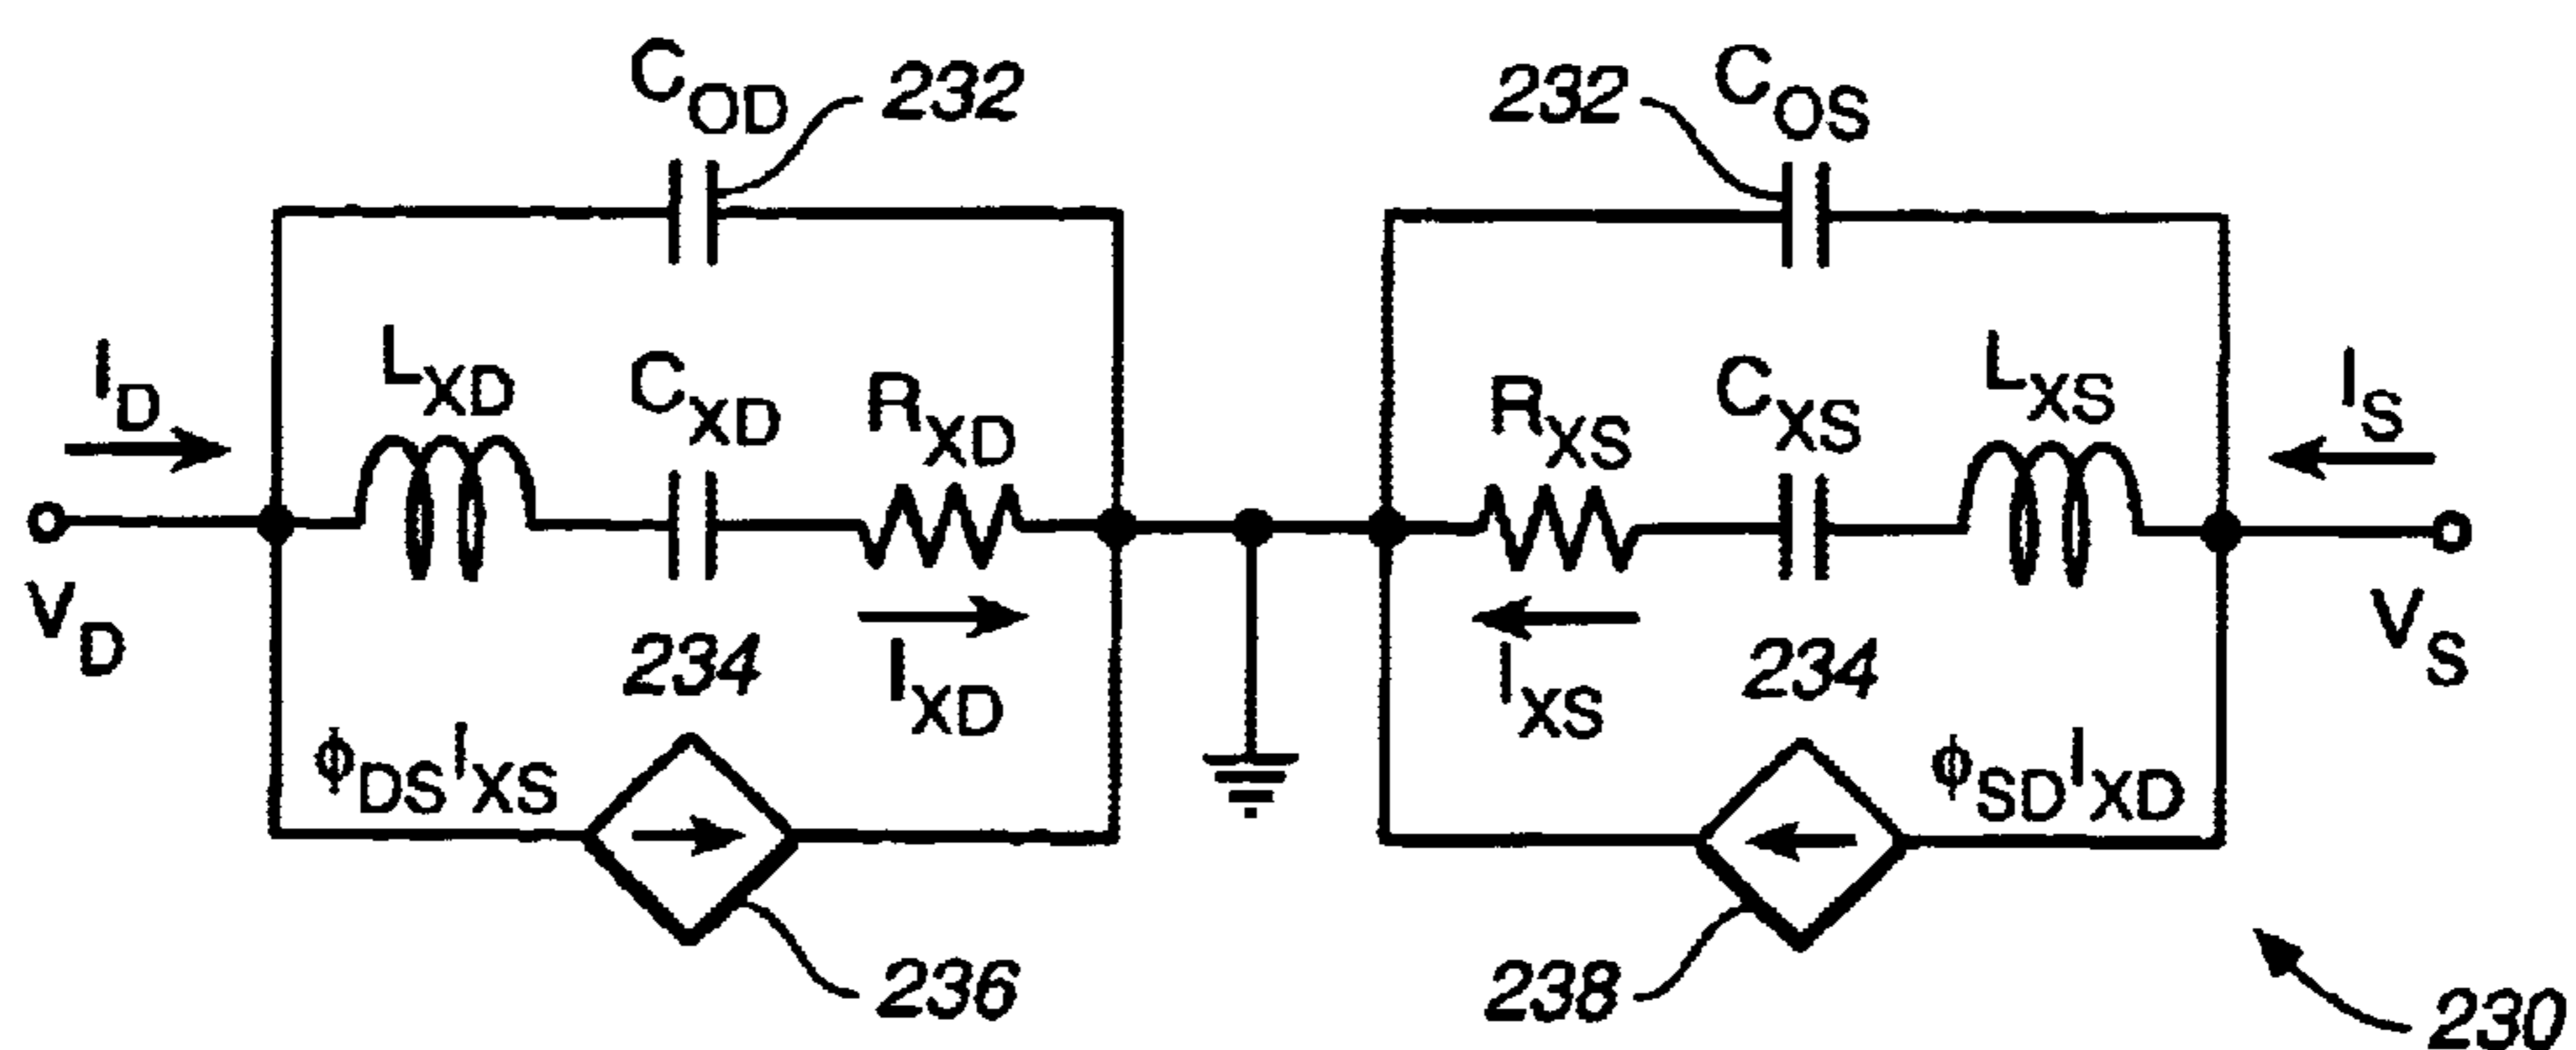 C_OD 232 232 C_OS
I_D L_XD C_XD R_XD R_XS C_XS L_XS I_S
V_D 234 I_XD I_XS 234 V_S
ϕ_DS I_XS ϕ_SD I_XD
236 238 230